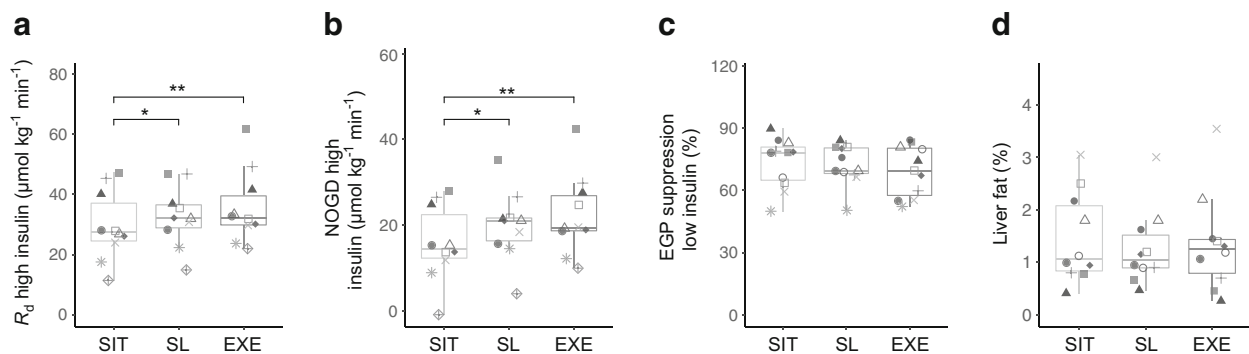 a
R_d high insulin (μmol kg⁻¹ min⁻¹)
80
60
40
20
0
**
*
SIT SL EXE
b
NOGD high
insulin (μmol kg⁻¹ min⁻¹)
60
40
20
0
**
*
SIT SL EXE
c
EGP suppression
low insulin (%)
120
90
60
30
0
SIT SL EXE
d
Liver fat (%)
4
3
2
1
0
SIT SL EXE